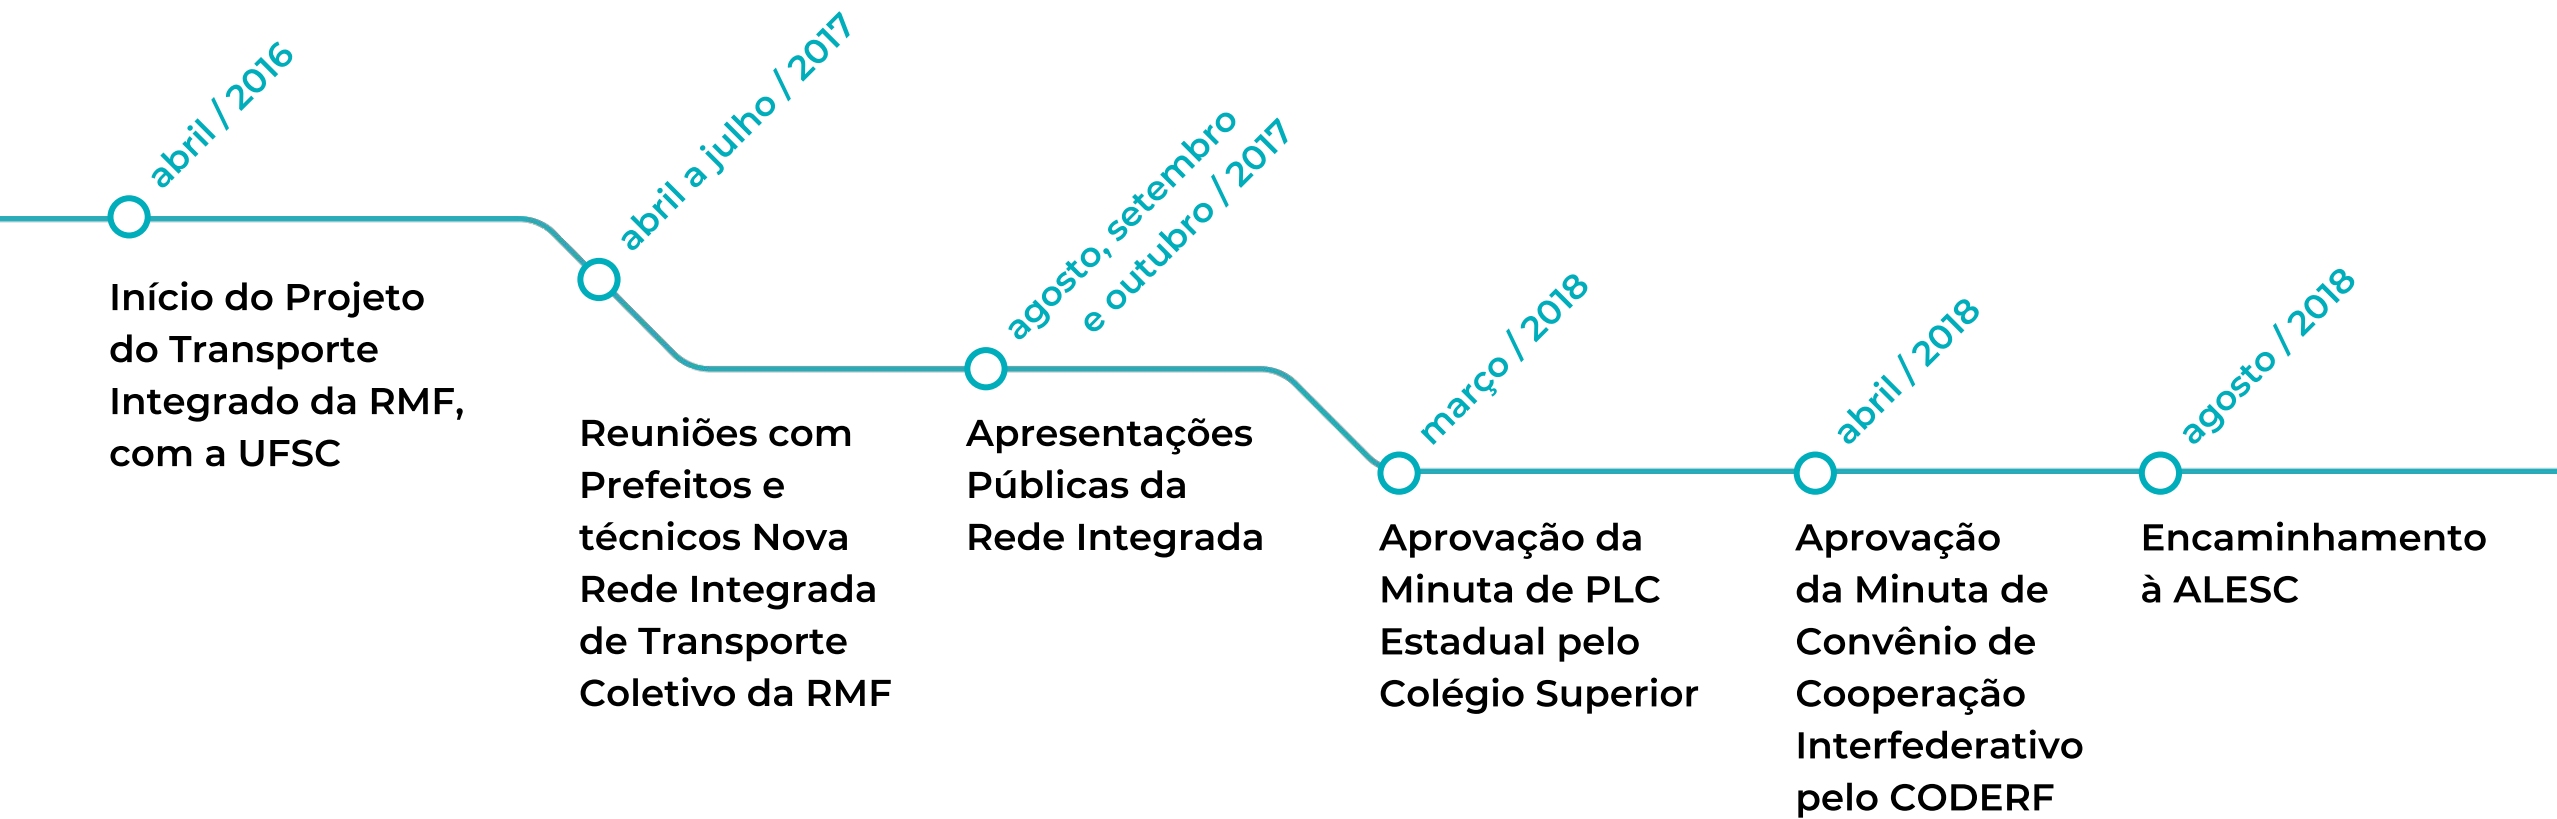 abril / 2016
Início do Projeto
do Transporte
Integrado da RMF,
com a UFSC
abril a julho / 2017
Reuniões com
Prefeitos e
técnicos Nova
Rede Integrada
de Transporte
Coletivo da RMF
agosto, setembro
e outubro / 2017
Apresentações
Públicas da
Rede Integrada
março / 2018
Aprovação da
Minuta de PLC
Estadual pelo
Colégio Superior
abril / 2018
Aprovação
da Minuta de
Convênio de
Cooperação
Interfederativo
pelo CODERF
agosto / 2018
Encaminhamento
à ALESC